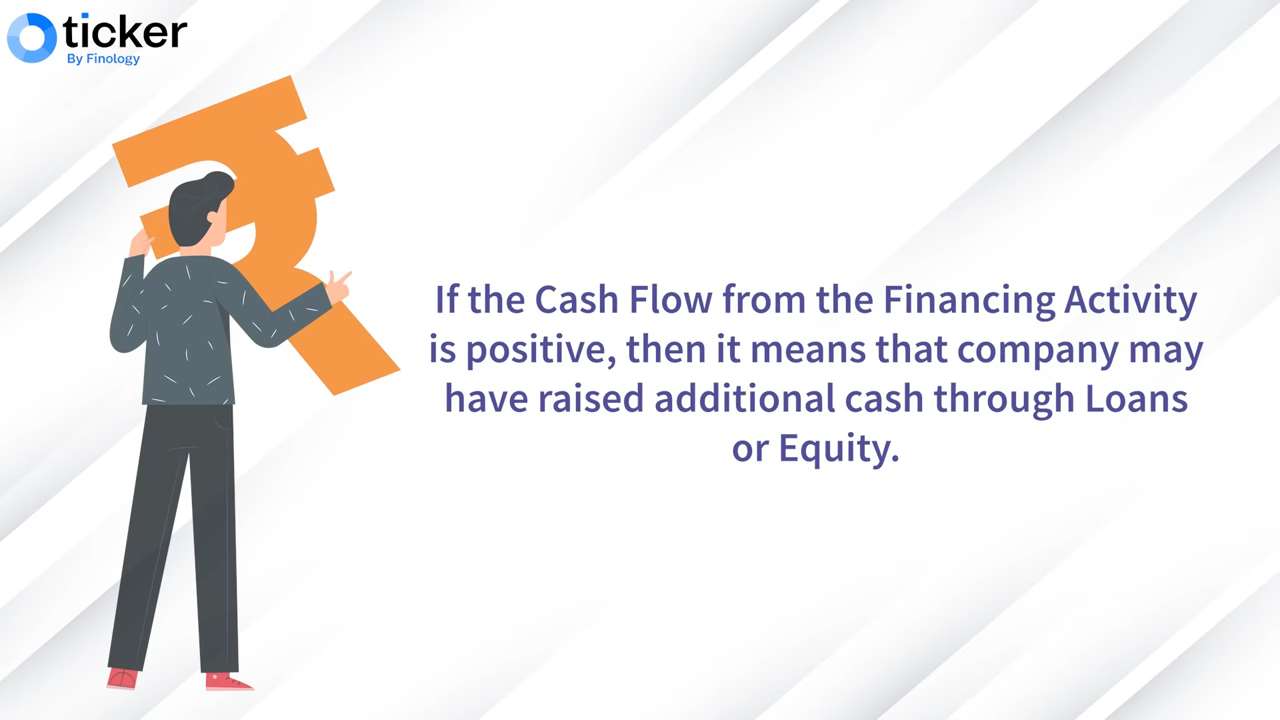 ticker
By Finology
If the Cash Flow from the Financing Activity
is positive, then it means that company may
have raised additional cash through Loans
or Equity.